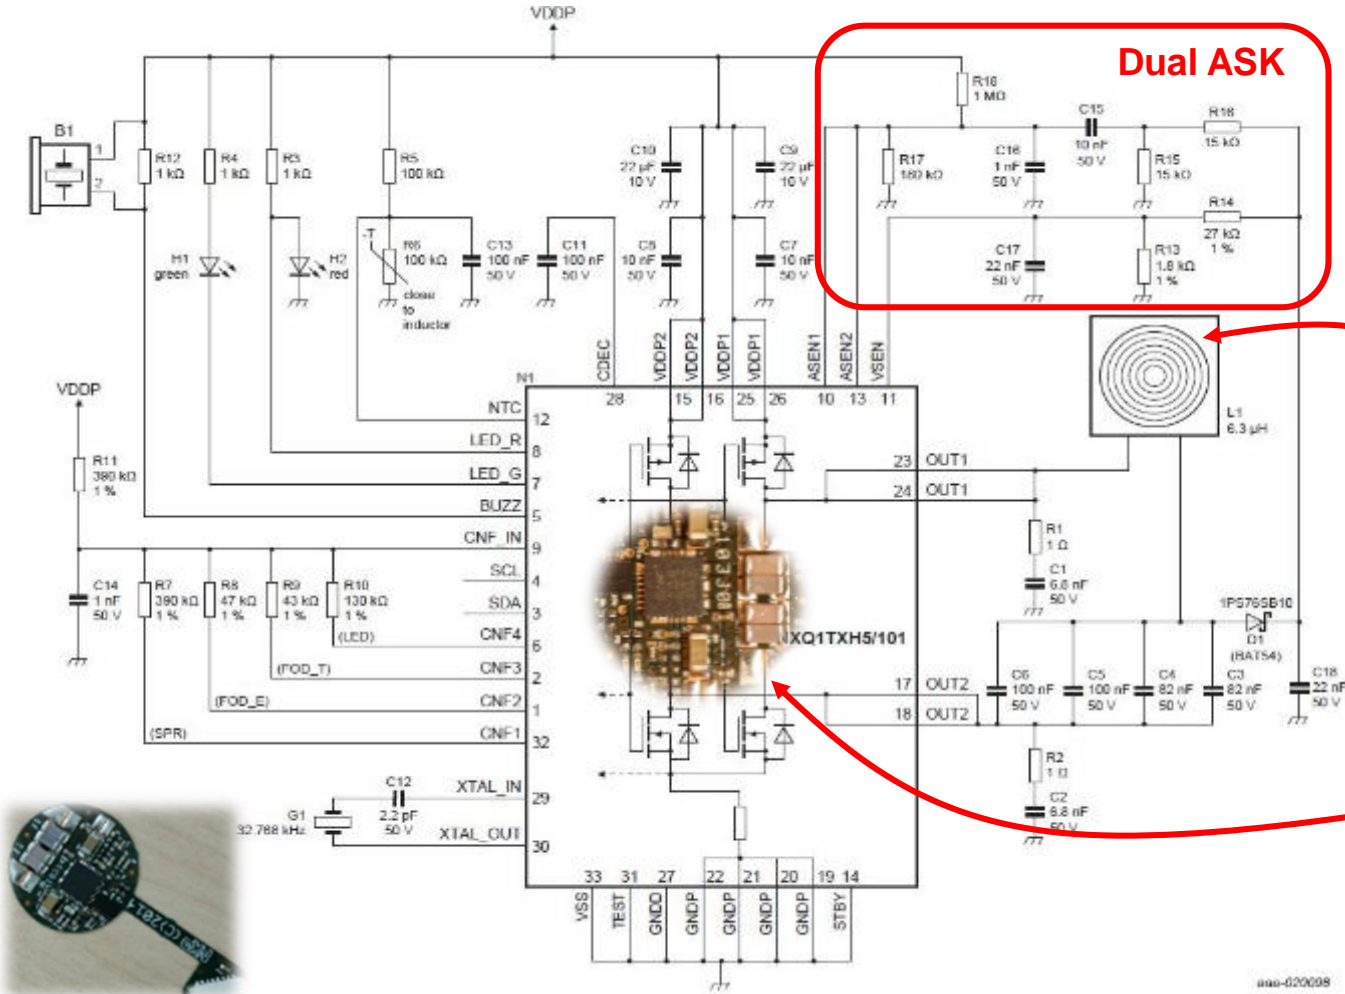 VDDP
Dual ASK
B1
1
2
R12
1 kΩ
R4
1 kΩ
R3
1 kΩ
R5
100 kΩ
C10
22 µF
10 V
C9
22 µF
10 V
R18
1 MΩ
R17
180 kΩ
C16
1 nF
50 V
C15
10 nF
50 V
R15
15 kΩ
R16
15 kΩ
R14
27 kΩ
1 %
C17
22 nF
50 V
R13
1.8 kΩ
1 %
H1
green
H2
red
-T
R6
100 kΩ
close
to
inductor
C13
100 nF
50 V
C11
100 nF
50 V
C8
10 nF
50 V
C7
10 nF
50 V
CDEC
VDDP2
VDDP2
VDDP1
VDDP1
ASEN1
ASEN2
VSEN
N1
28
15
16
25
26
10
13
11
L1
6.3 µH
VDDP
R11
390 kΩ
1 %
NTC
12
LED_R
8
LED_G
7
BUZZ
5
CNF_IN
9
SCL
4
SDA
3
CNF4
6
CNF3
2
CNF2
1
CNF1
32
XTAL_IN
29
XTAL_OUT
30
23
OUT1
24
OUT1
17
OUT2
18
OUT2
C14
1 nF
50 V
R7
390 kΩ
1 %
R8
47 kΩ
1 %
R9
43 kΩ
1 %
R10
130 kΩ
1 %
(LED)
(FOD_T)
(FOD_E)
(SPR)
NXQ1TXH5/101
R1
1 Ω
C1
6.8 nF
50 V
1PS76SB10
D1
(BAT54)
C6
100 nF
50 V
C5
100 nF
50 V
C4
82 nF
50 V
C3
82 nF
50 V
C18
22 nF
50 V
R2
1 Ω
C2
6.8 nF
50 V
G1
32.768 kHz
C12
2.2 pF
50 V
33
31
27
22
21
20
19
14
VSS
TEST
GNDD
GNDP
GNDP
GNDP
GNDP
STBY
(C)2014
aaa-020098